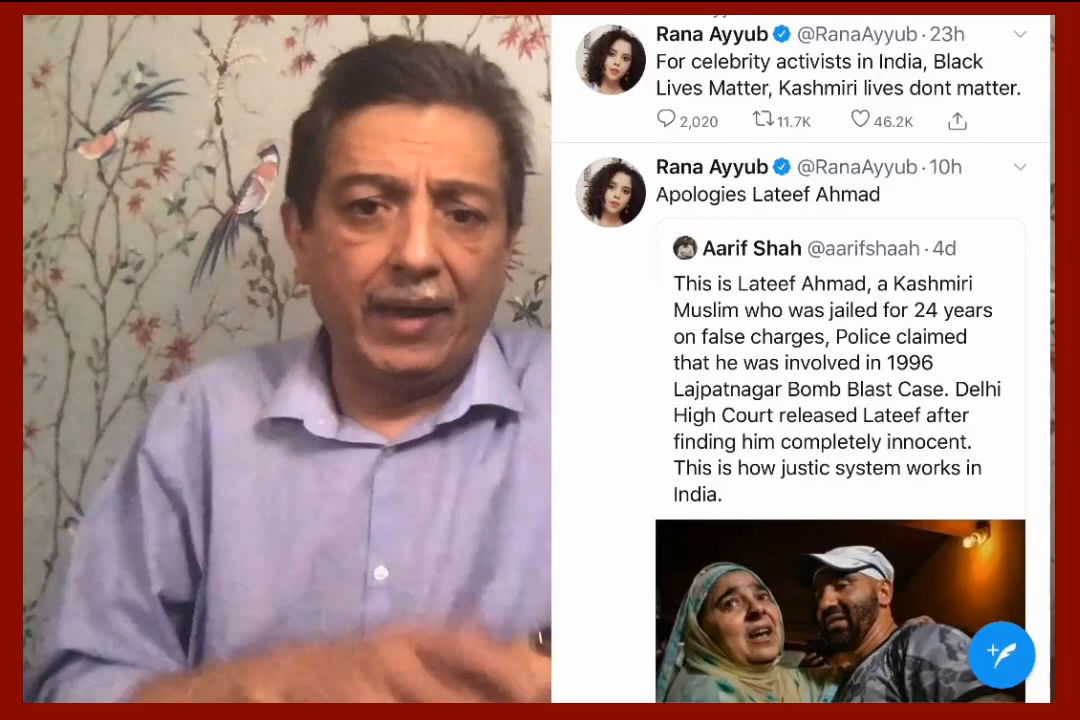 Rana Ayyub @RanaAyyub · 23h
For celebrity activists in India, Black
Lives Matter, Kashmiri lives dont matter.
2,020 11.7K 46.2K
Rana Ayyub @RanaAyyub · 10h
Apologies Lateef Ahmad
Aarif Shah @aarifshaah · 4d
This is Lateef Ahmad, a Kashmiri
Muslim who was jailed for 24 years
on false charges, Police claimed
that he was involved in 1996
Lajpatnagar Bomb Blast Case. Delhi
High Court released Lateef after
finding him completely innocent.
This is how justic system works in
India.